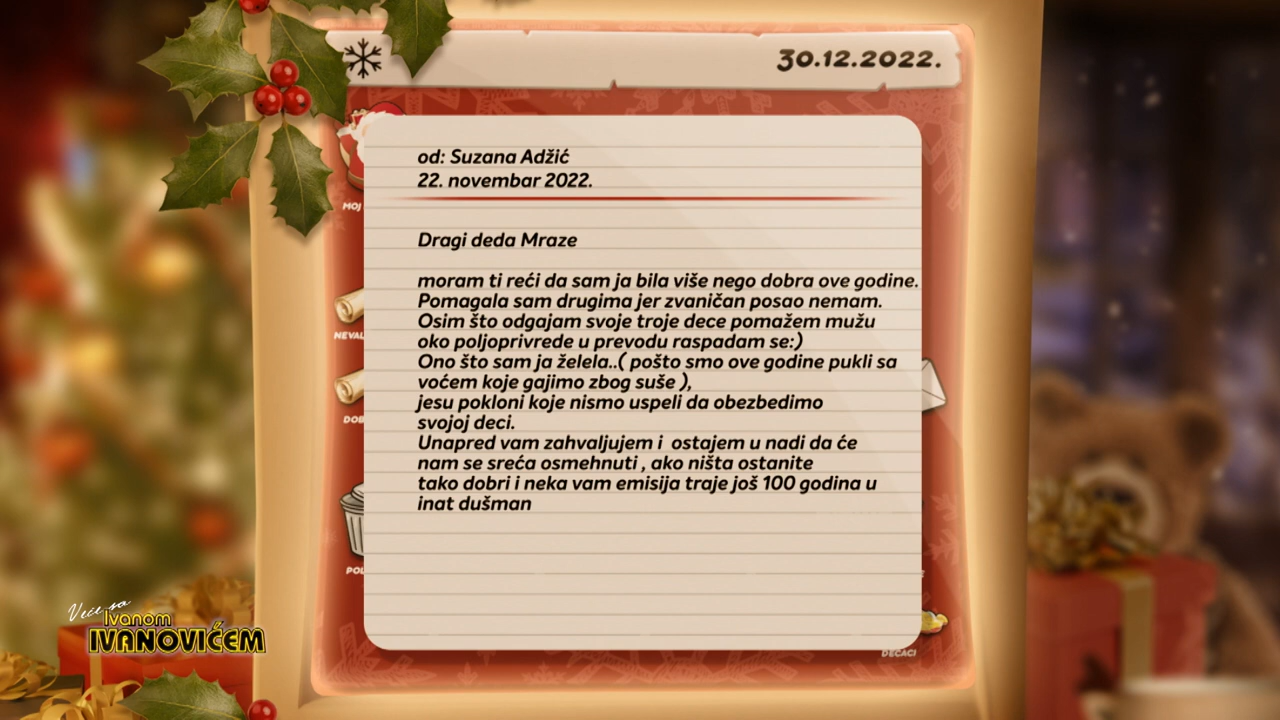 30.12.2022.
od: Suzana Adžić
22. novembar 2022.
Dragi deda Mraze
moram ti reći da sam ja bila više nego dobra ove godine.
Pomagala sam drugima jer zvaničan posao nemam.
Osim što odgajam svoje troje dece pomažem mužu
oko poljoprivrede u prevodu raspadam se:)
Ono što sam ja želela..( pošto smo ove godine pukli sa
voćem koje gajimo zbog suše ),
jesu pokloni koje nismo uspeli da obezbedimo
svojoj deci.
Unapred vam zahvaljujem i  ostajem u nadi da će
nam se sreća osmehnuti , ako ništa ostanite
tako dobri i neka vam emisija traje još 100 godina u
inat dušman
MOJ
NEVAL
DOB
POL
DEČACI
Veče sa
Ivanom
IVANOVIĆEM